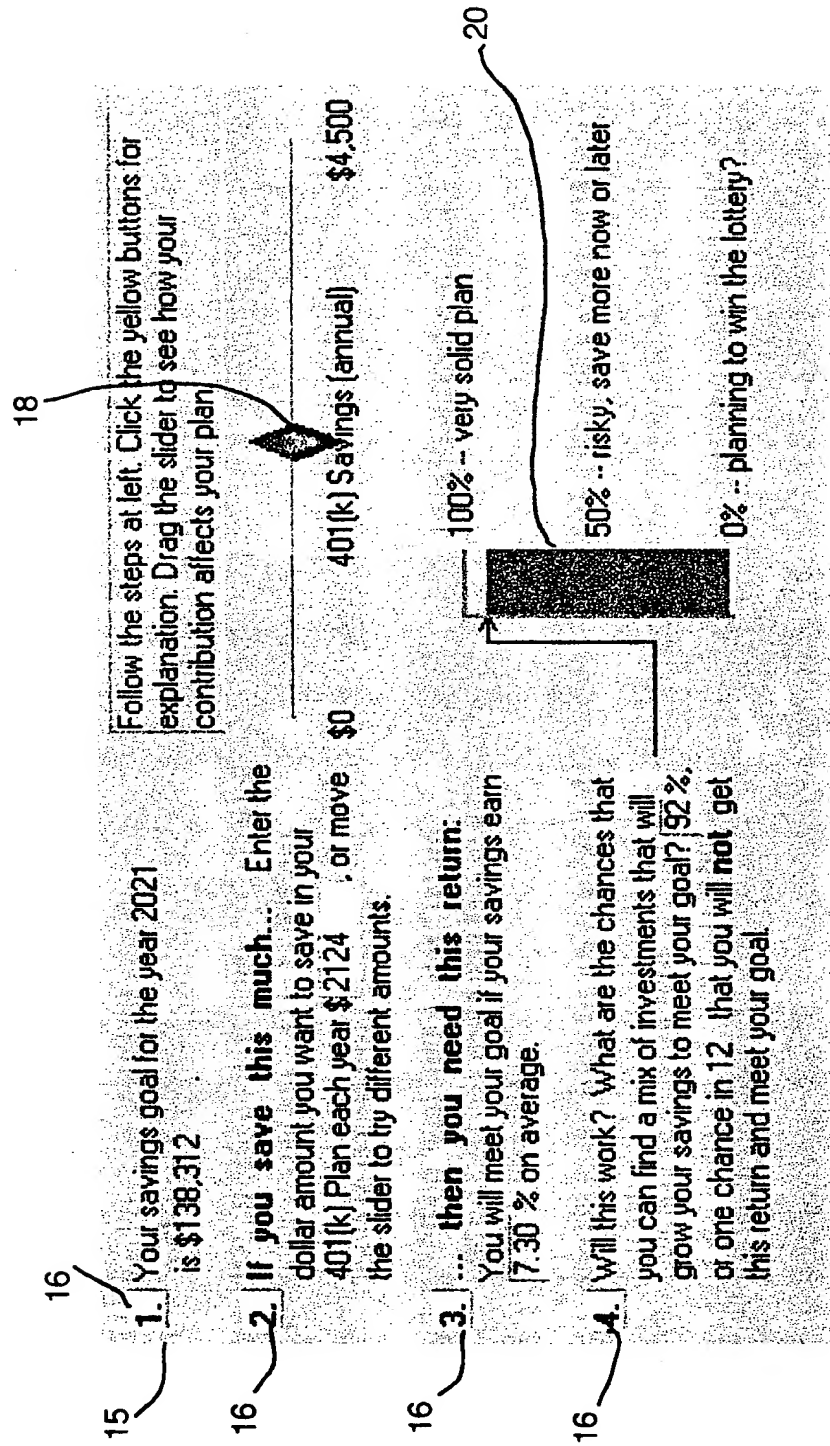 1. Your savings goal for the year 2021
is $138,312
2. If you save this much... Enter the
dollar amount you want to save in your
401(k) Plan each year $ 2124 , or move
the slider to try different amounts.
3. ... then you need this return:
You will meet your goal if your savings earn
7.30 % on average.
4. Will this work? What are the chances that
you can find a mix of investments that will
grow your savings to meet your goal? 92 %,
or one chance in 12 that you will not get
this return and meet your goal.
Follow the steps at left. Click the yellow buttons for
explanation. Drag the slider to see how your
contribution affects your plan
$0
401(k) Savings (annual)
$4,500
100% -- very solid plan
50% -- risky, save more now or later
0% -- planning to win the lottery?
15
16
16
16
16
18
20